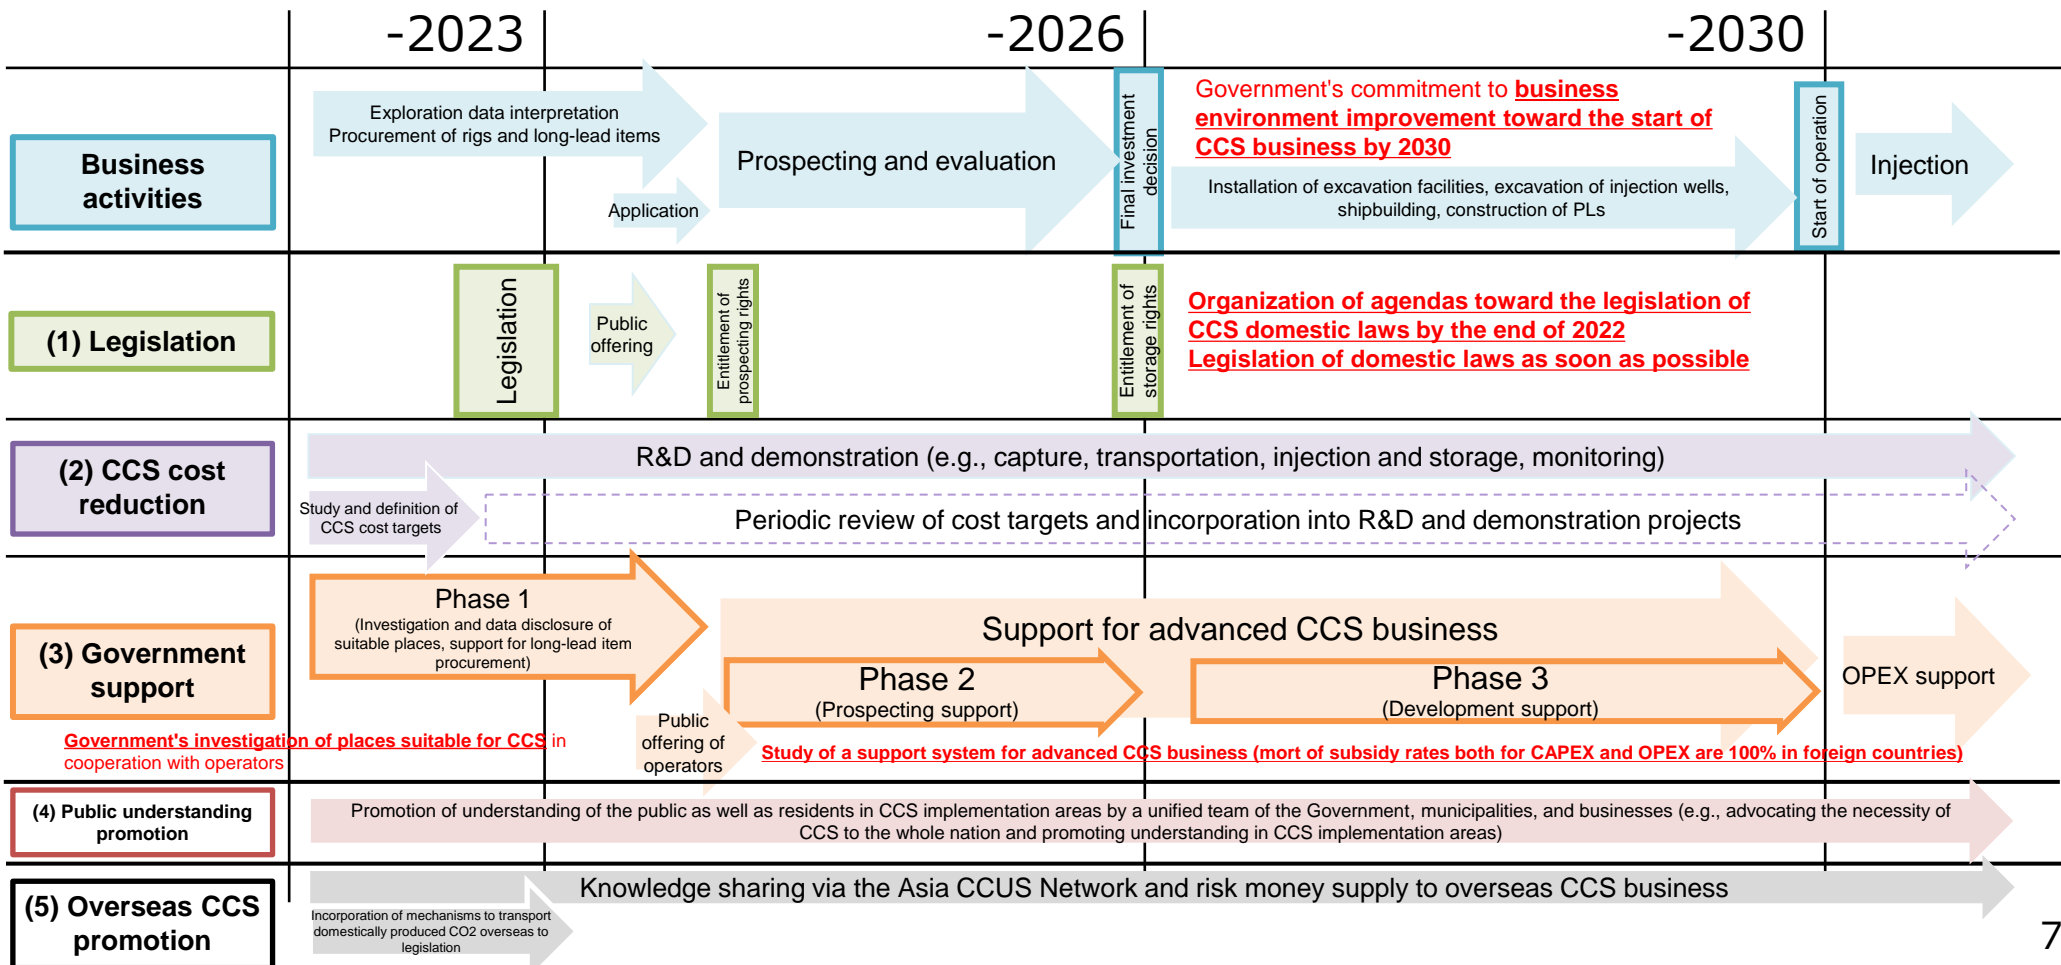 -2023
-2026
-2030
Business
activities
Exploration data interpretation
Procurement of rigs and long-lead items
Application
Prospecting and evaluation
Final investment
decision
Government's commitment to business
environment improvement toward the start of
CCS business by 2030
Installation of excavation facilities, excavation of injection wells,
shipbuilding, construction of PLs
Start of operation
Injection
(1) Legislation
Legislation
Public
offering
Entitlement of
prospecting rights
Entitlement of
storage rights
Organization of agendas toward the legislation of
CCS domestic laws by the end of 2022
Legislation of domestic laws as soon as possible
(2) CCS cost
reduction
R&D and demonstration (e.g., capture, transportation, injection and storage, monitoring)
Study and definition of
CCS cost targets
Periodic review of cost targets and incorporation into R&D and demonstration projects
(3) Government
support
Phase 1
(Investigation and data disclosure of
suitable places, support for long-lead item
procurement)
Support for advanced CCS business
Phase 2
(Prospecting support)
Phase 3
(Development support)
OPEX support
Public
offering of
operators
Government's investigation of places suitable for CCS in
cooperation with operators
Study of a support system for advanced CCS business (mort of subsidy rates both for CAPEX and OPEX are 100% in foreign countries)
(4) Public understanding
promotion
Promotion of understanding of the public as well as residents in CCS implementation areas by a unified team of the Government, municipalities, and businesses (e.g., advocating the necessity of
CCS to the whole nation and promoting understanding in CCS implementation areas)
(5) Overseas CCS
promotion
Knowledge sharing via the Asia CCUS Network and risk money supply to overseas CCS business
Incorporation of mechanisms to transport
domestically produced CO2 overseas to
legislation
7